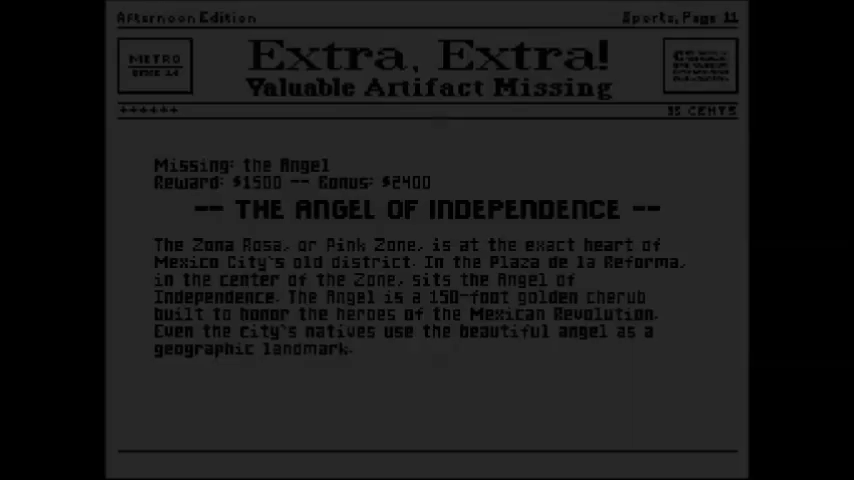 Afternoon Edition
Sports, Page 11
METRO
Extra, Extra!
Valuable Artifact Missing
++++++
35 CENTS
Missing: the Angel
Reward: $1500 -- Bonus: $2400
-- THE ANGEL OF INDEPENDENCE --
The Zona Rosa, or Pink Zone, is at the exact heart of
Mexico City's old district. In the Plaza de la Reforma,
in the center of the Zone, sits the Angel of
Independence. The Angel is a 150-foot golden cherub
built to honor the heroes of the Mexican Revolution.
Even the city's natives use the beautiful angel as a
geographic landmark.